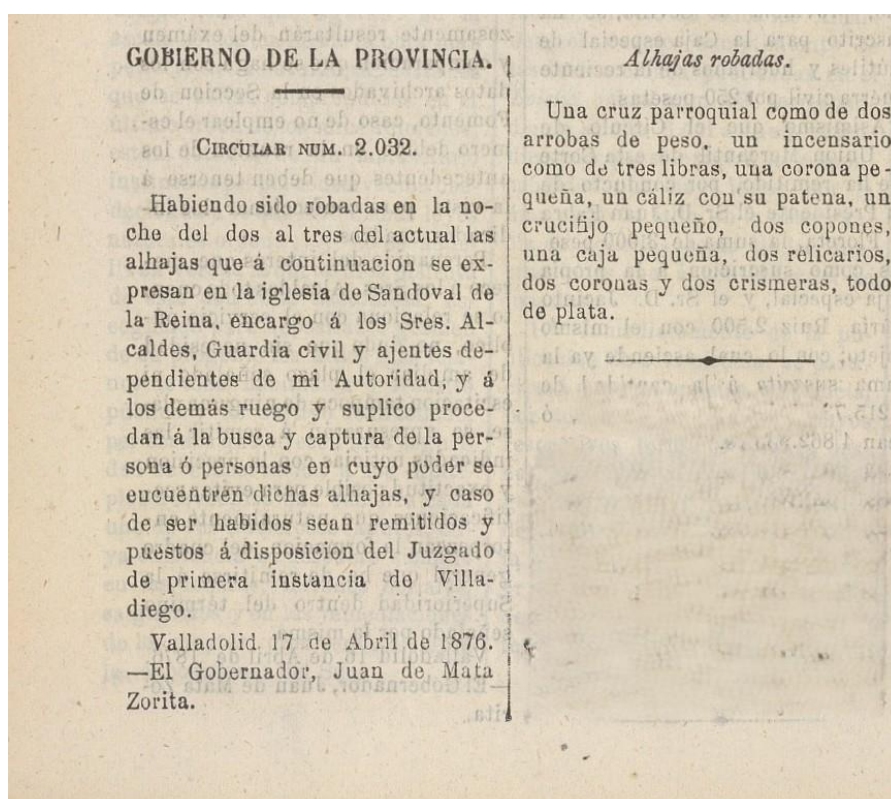 GOBIERNO DE LA PROVINCIA.
CIRCULAR NUM. 2.032.
Habiendo sido robadas en la no-
che del dos al tres del actual las
alhajas que á continuacion se ex-
presan en la iglesia de Sandoval de
la Reina, encargo á los Sres. Al-
caldes, Guardia civil y ajentes de-
pendientes de mi Autoridad, y á
los demás ruego y suplico proce-
dan á la busca y captura de la per-
sona ó personas en cuyo poder se
encuentren dichas alhajas, y caso
de ser habidos sean remitidos y
puestos á disposicion del Juzgado
de primera instancia de Villa-
diego.
Valladolid 17 de Abril de 1876.
—El Gobernador, Juan de Mata
Zorita.
Alhajas robadas.
Una cruz parroquial como de dos
arrobas de peso, un incensario
como de tres libras, una corona pe-
queña, un cáliz con su patena, un
crucifijo pequeño, dos copones,
una caja pequeña, dos relicarios,
dos coronas y dos crismeras, todo
de plata.